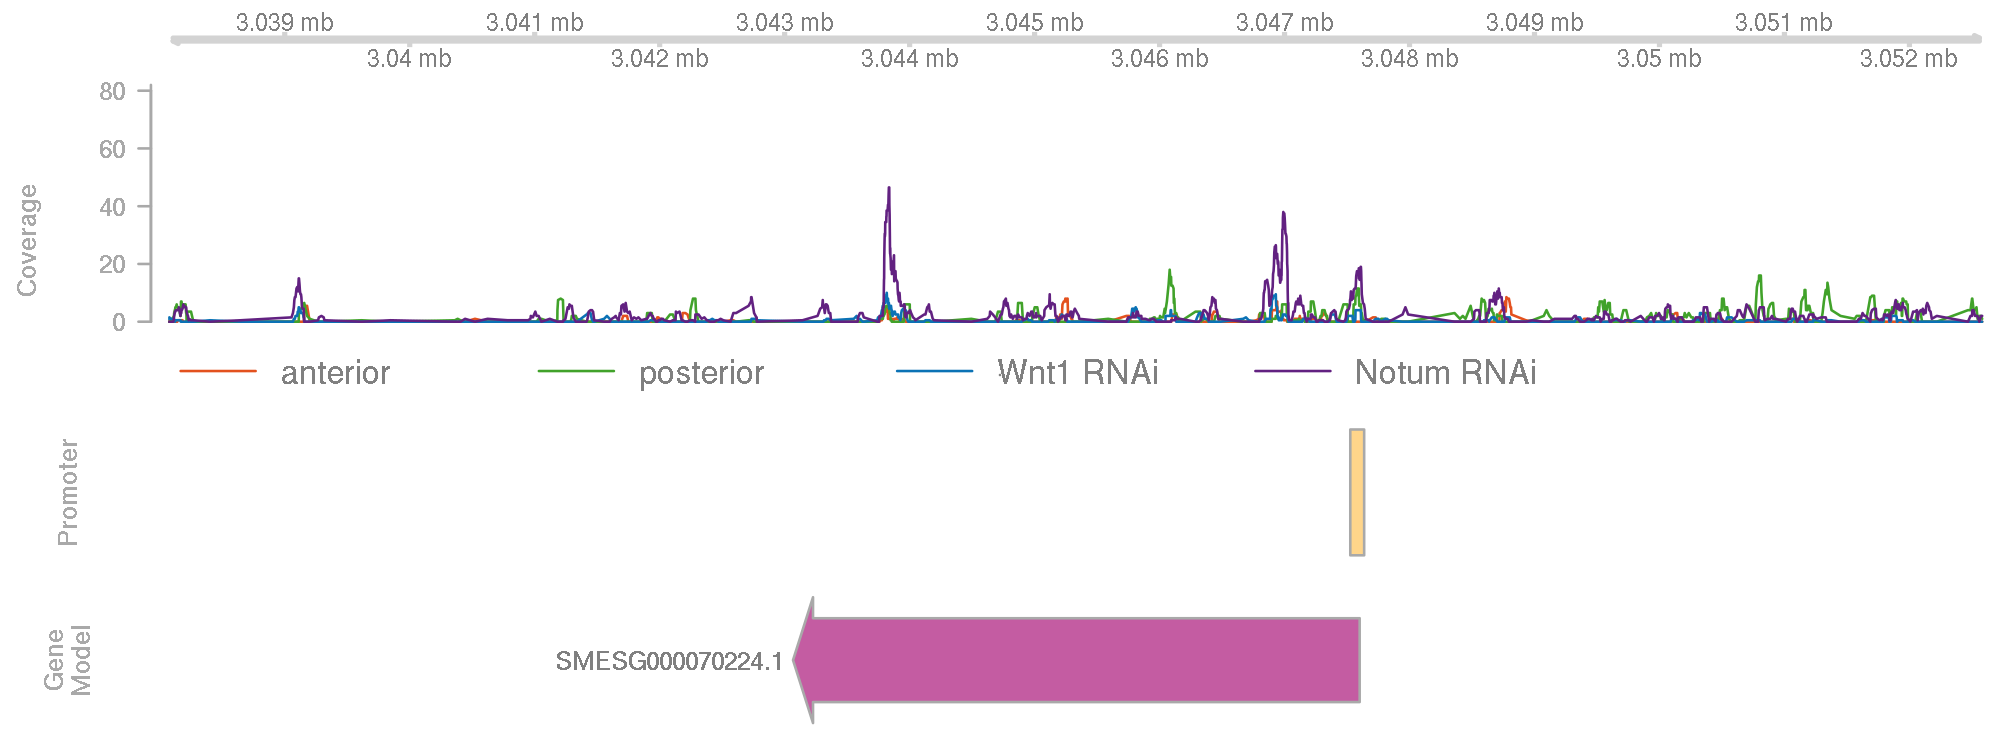 3.039 mb 3.041 mb 3.043 mb 3.045 mb 3.047 mb 3.049 mb 3.051 mb
3.04 mb 3.042 mb 3.044 mb 3.046 mb 3.048 mb 3.05 mb 3.052 mb
80
60
40
20
0
Coverage
anterior posterior Wnt1 RNAi Notum RNAi
Promoter
Gene
Model
SMESG000070224.1